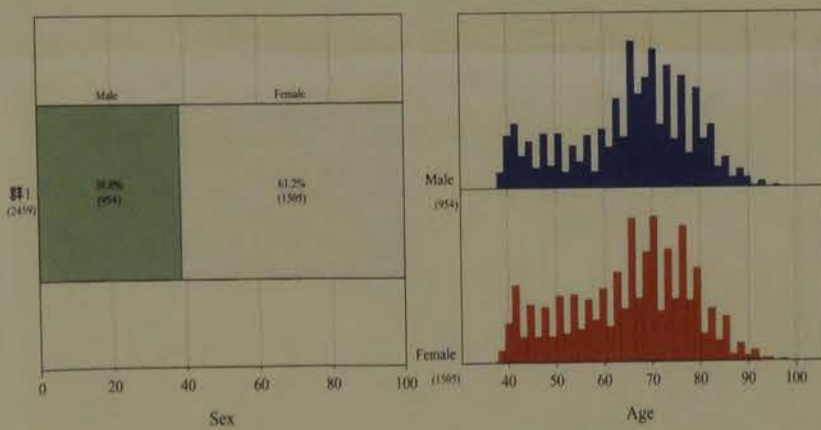 Male Female
群1
(2459)
38.8%
(954)
61.2%
(1505)
0 20 40 60 80 100
Sex
Male
(954)
Female
(1505)
40 50 60 70 80 90 100
Age